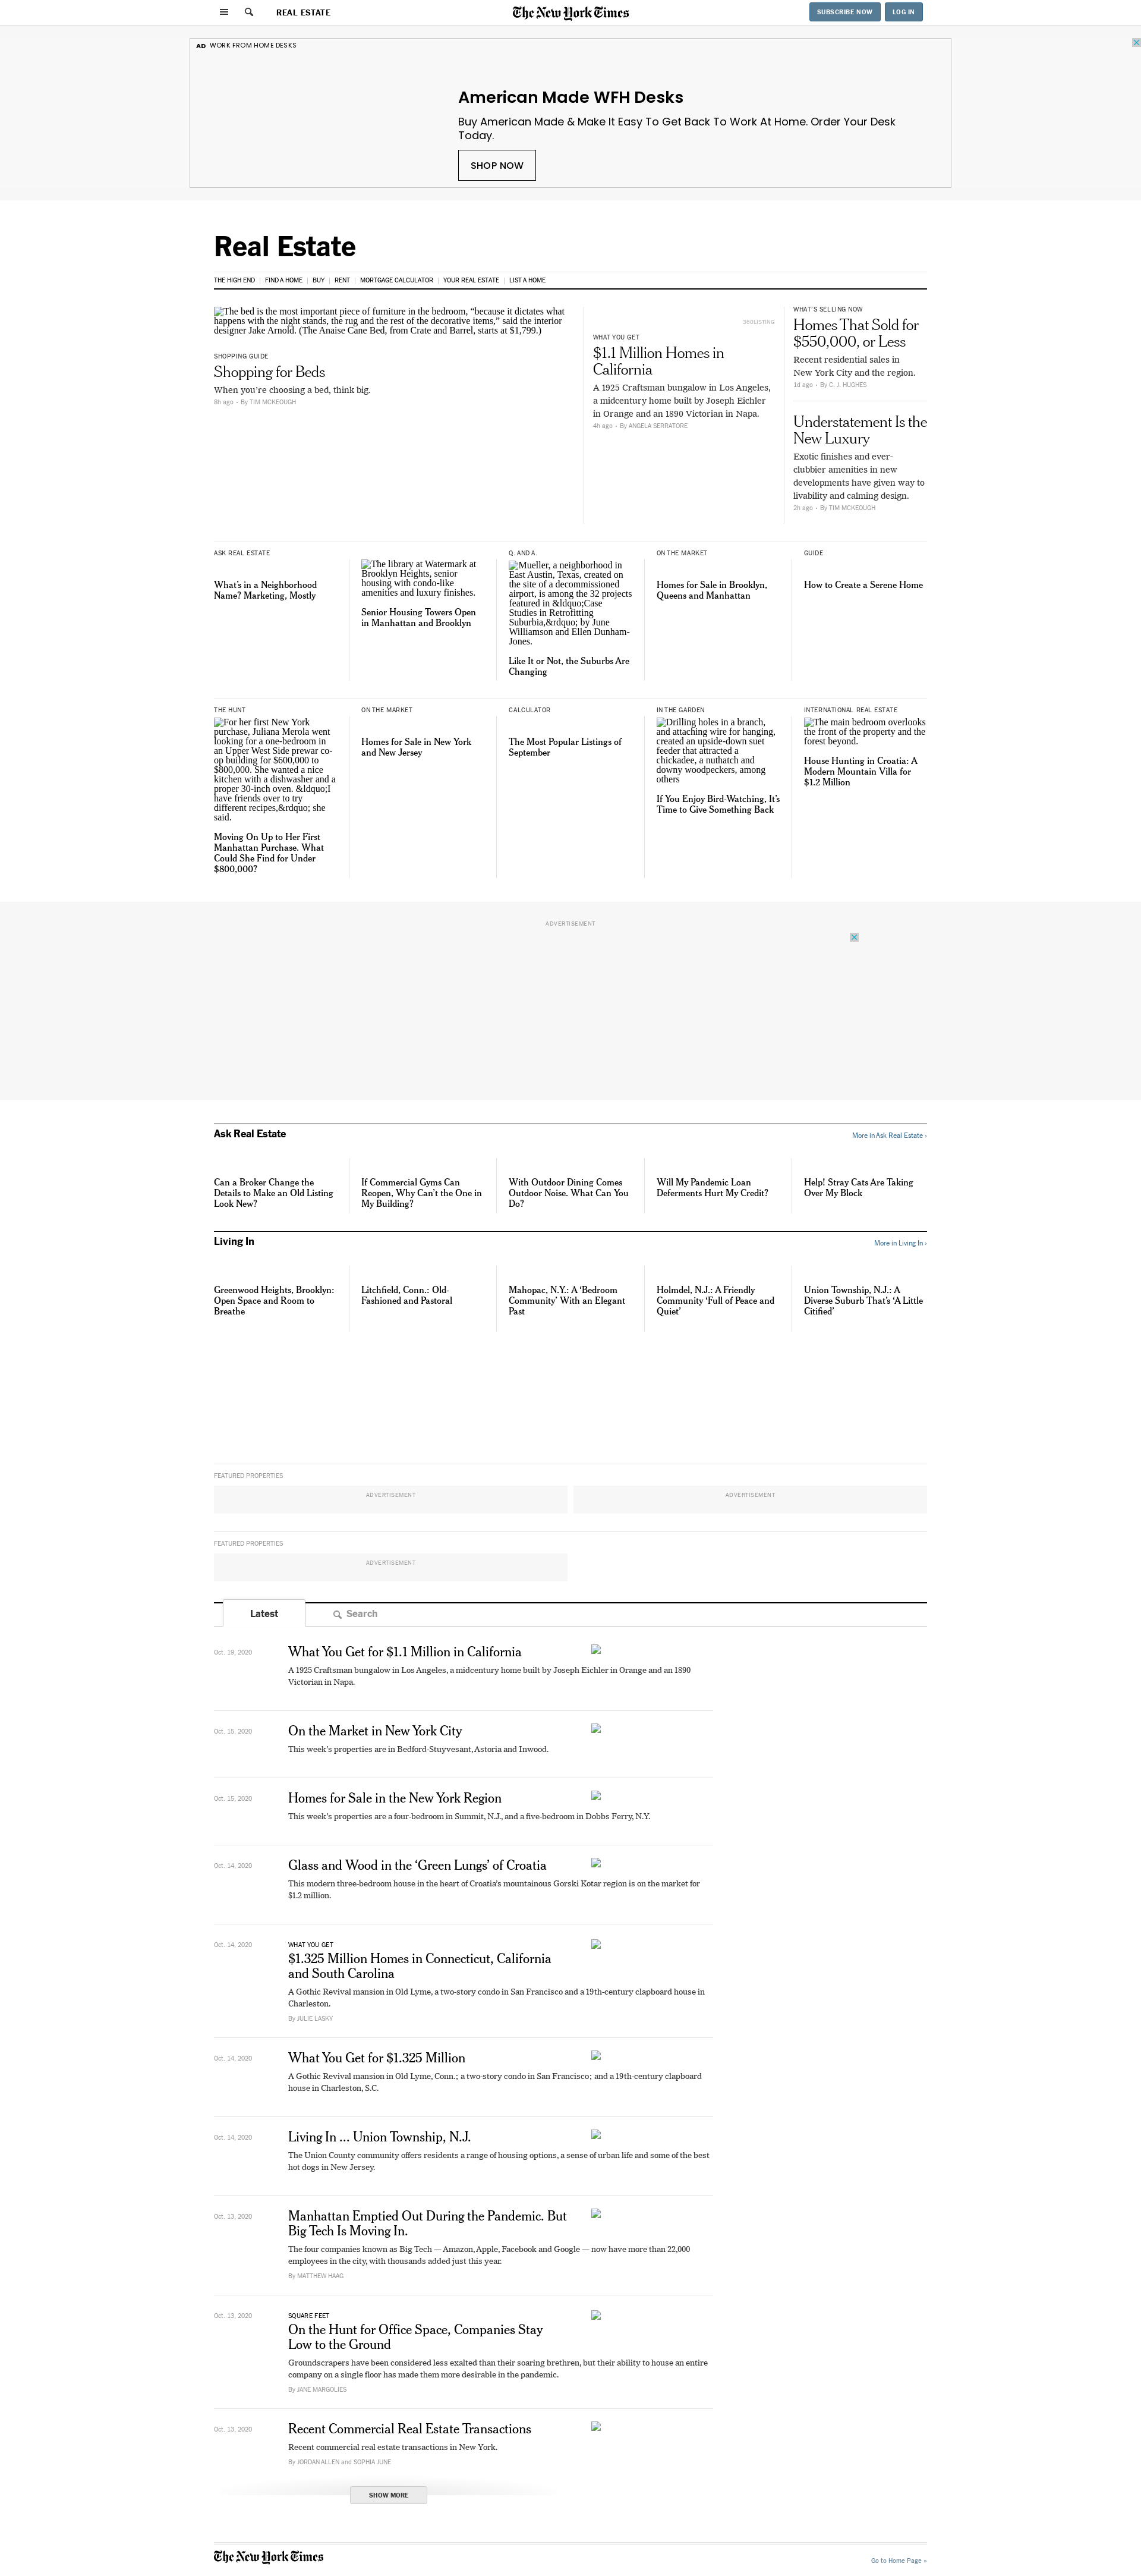 REAL ESTATE
The New York Times
SUBSCRIBE NOW
LOG IN
AD WORK FROM HOME DESKS
American Made WFH Desks
Buy American Made & Make It Easy To Get Back To Work At Home. Order Your Desk
Today.
SHOP NOW
Real Estate
THE HIGH END | FIND A HOME | BUY | RENT | MORTGAGE CALCULATOR | YOUR REAL ESTATE | LIST A HOME
The bed is the most important piece of furniture in the bedroom, “because it dictates what
happens with the night stands, the rug and the rest of the decorative items,” said the interior
designer Jake Arnold. (The Anaise Cane Bed, from Crate and Barrel, starts at $1,799.)
SHOPPING GUIDE
Shopping for Beds
When you’re choosing a bed, think big.
8h ago · By TIM MCKEOUGH
360LISTING
WHAT YOU GET
$1.1 Million Homes in
California
A 1925 Craftsman bungalow in Los Angeles,
a midcentury home built by Joseph Eichler
in Orange and an 1890 Victorian in Napa.
4h ago · By ANGELA SERRATORE
WHAT’S SELLING NOW
Homes That Sold for
$550,000, or Less
Recent residential sales in
New York City and the region.
1d ago · By C. J. HUGHES
Understatement Is the
New Luxury
Exotic finishes and ever-
clubbier amenities in new
developments have given way to
livability and calming design.
2h ago · By TIM MCKEOUGH
ASK REAL ESTATE
What’s in a Neighborhood
Name? Marketing, Mostly
The library at Watermark at
Brooklyn Heights, senior
housing with condo-like
amenities and luxury finishes.
Senior Housing Towers Open
in Manhattan and Brooklyn
Q. AND A.
Mueller, a neighborhood in
East Austin, Texas, created on
the site of a decommissioned
airport, is among the 32 projects
featured in &ldquo;Case
Studies in Retrofitting
Suburbia,&rdquo; by June
Williamson and Ellen Dunham-
Jones.
Like It or Not, the Suburbs Are
Changing
ON THE MARKET
Homes for Sale in Brooklyn,
Queens and Manhattan
GUIDE
How to Create a Serene Home
THE HUNT
For her first New York
purchase, Juliana Merola went
looking for a one-bedroom in
an Upper West Side prewar co-
op building for $600,000 to
$800,000. She wanted a nice
kitchen with a dishwasher and a
proper 30-inch oven. &ldquo;I
have friends over to try
different recipes,&rdquo; she
said.
Moving On Up to Her First
Manhattan Purchase. What
Could She Find for Under
$800,000?
ON THE MARKET
Homes for Sale in New York
and New Jersey
CALCULATOR
The Most Popular Listings of
September
IN THE GARDEN
Drilling holes in a branch,
and attaching wire for hanging,
created an upside-down suet
feeder that attracted a
chickadee, a nuthatch and
downy woodpeckers, among
others
If You Enjoy Bird-Watching, It’s
Time to Give Something Back
INTERNATIONAL REAL ESTATE
The main bedroom overlooks
the front of the property and the
forest beyond.
House Hunting in Croatia: A
Modern Mountain Villa for
$1.2 Million
ADVERTISEMENT
Ask Real Estate
More in Ask Real Estate ›
Can a Broker Change the
Details to Make an Old Listing
Look New?
If Commercial Gyms Can
Reopen, Why Can’t the One in
My Building?
With Outdoor Dining Comes
Outdoor Noise. What Can You
Do?
Will My Pandemic Loan
Deferments Hurt My Credit?
Help! Stray Cats Are Taking
Over My Block
Living In
More in Living In ›
Greenwood Heights, Brooklyn:
Open Space and Room to
Breathe
Litchfield, Conn.: Old-
Fashioned and Pastoral
Mahopac, N.Y.: A ‘Bedroom
Community’ With an Elegant
Past
Holmdel, N.J.: A Friendly
Community ‘Full of Peace and
Quiet’
Union Township, N.J.: A
Diverse Suburb That’s ‘A Little
Citified’
FEATURED PROPERTIES
ADVERTISEMENT
ADVERTISEMENT
FEATURED PROPERTIES
ADVERTISEMENT
Latest
Search
Oct. 19, 2020
What You Get for $1.1 Million in California
A 1925 Craftsman bungalow in Los Angeles, a midcentury home built by Joseph Eichler in Orange and an 1890
Victorian in Napa.
Oct. 15, 2020
On the Market in New York City
This week’s properties are in Bedford-Stuyvesant, Astoria and Inwood.
Oct. 15, 2020
Homes for Sale in the New York Region
This week’s properties are a four-bedroom in Summit, N.J., and a five-bedroom in Dobbs Ferry, N.Y.
Oct. 14, 2020
Glass and Wood in the ‘Green Lungs’ of Croatia
This modern three-bedroom house in the heart of Croatia’s mountainous Gorski Kotar region is on the market for
$1.2 million.
Oct. 14, 2020
WHAT YOU GET
$1.325 Million Homes in Connecticut, California
and South Carolina
A Gothic Revival mansion in Old Lyme, a two-story condo in San Francisco and a 19th-century clapboard house in
Charleston.
By JULIE LASKY
Oct. 14, 2020
What You Get for $1.325 Million
A Gothic Revival mansion in Old Lyme, Conn.; a two-story condo in San Francisco; and a 19th-century clapboard
house in Charleston, S.C.
Oct. 14, 2020
Living In ... Union Township, N.J.
The Union County community offers residents a range of housing options, a sense of urban life and some of the best
hot dogs in New Jersey.
Oct. 13, 2020
Manhattan Emptied Out During the Pandemic. But
Big Tech Is Moving In.
The four companies known as Big Tech — Amazon, Apple, Facebook and Google — now have more than 22,000
employees in the city, with thousands added just this year.
By MATTHEW HAAG
Oct. 13, 2020
SQUARE FEET
On the Hunt for Office Space, Companies Stay
Low to the Ground
Groundscrapers have been considered less exalted than their soaring brethren, but their ability to house an entire
company on a single floor has made them more desirable in the pandemic.
By JANE MARGOLIES
Oct. 13, 2020
Recent Commercial Real Estate Transactions
Recent commercial real estate transactions in New York.
By JORDAN ALLEN and SOPHIA JUNE
SHOW MORE
The New York Times
Go to Home Page »